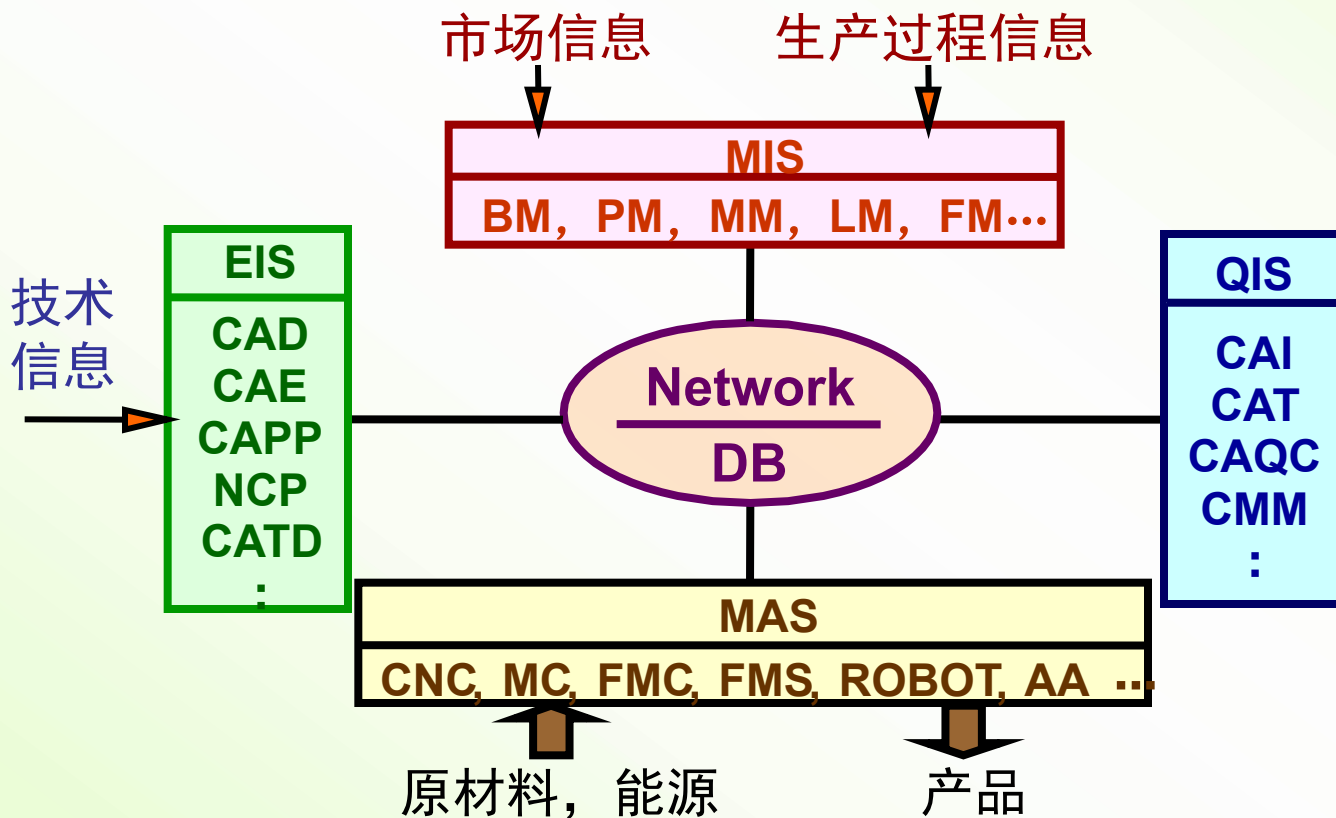 市场信息
生产过程信息
MIS
BM，PM，MM，LM，FM…
技术
信息
EIS
CAD
CAE
CAPP
NCP
CATD
:
Network
DB
QIS
CAI
CAT
CAQC
CMM
:
MAS
CNC, MC, FMC, FMS, ROBOT, AA …
原材料，能源
产品